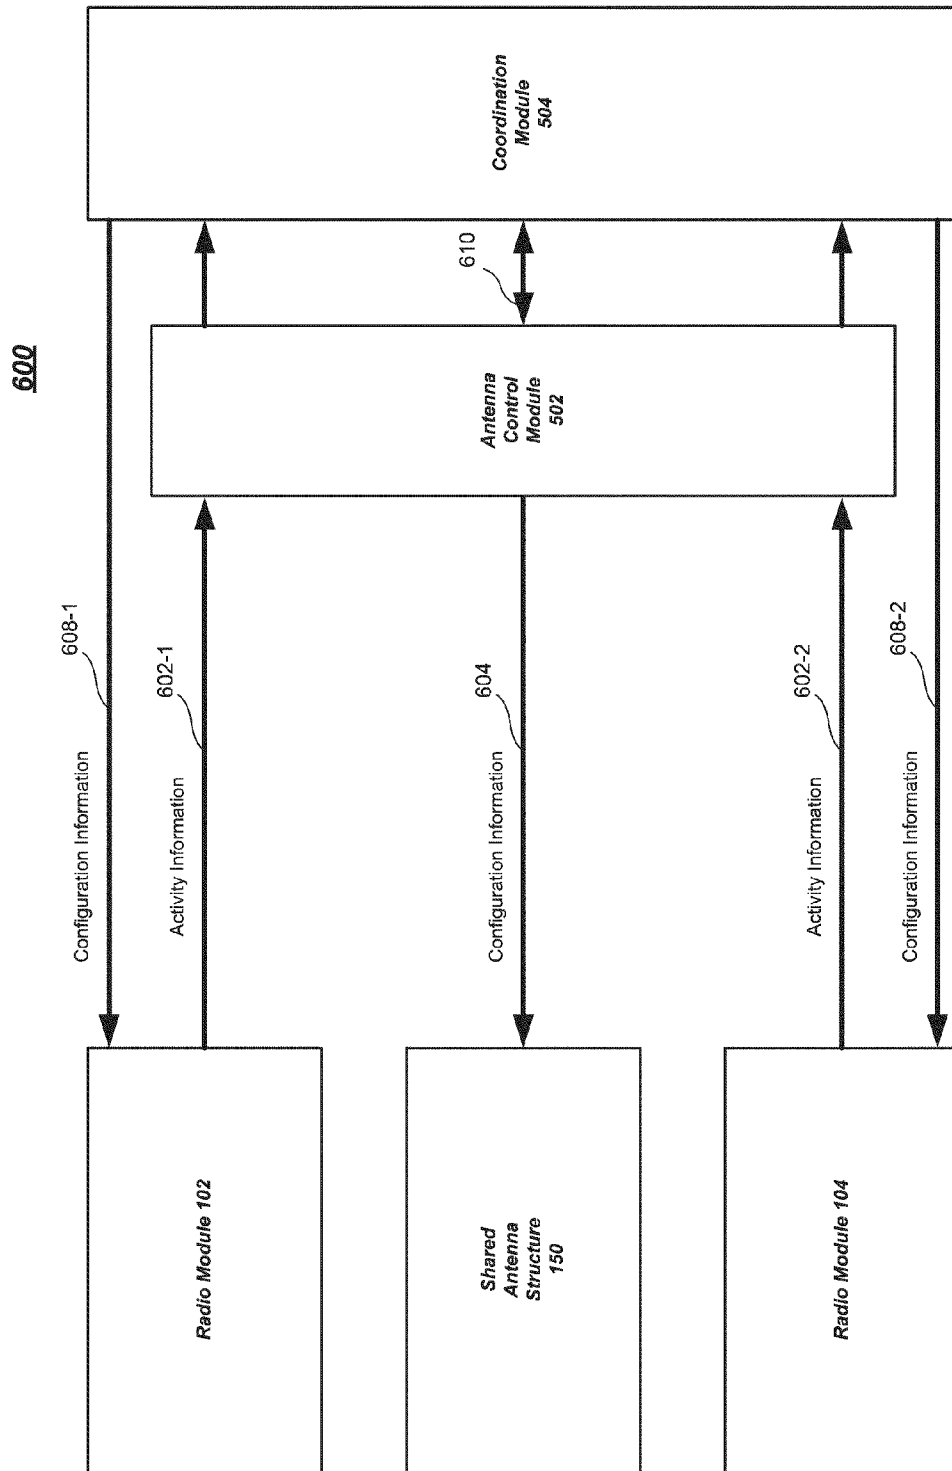 600
Radio Module 102
Shared
Antenna
Structure
150
Radio Module 104
Configuration Information
608-1
Activity Information
602-1
Configuration Information
604
Activity Information
602-2
Configuration Information
608-2
Antenna
Control
Module
502
610
Coordination
Module
504